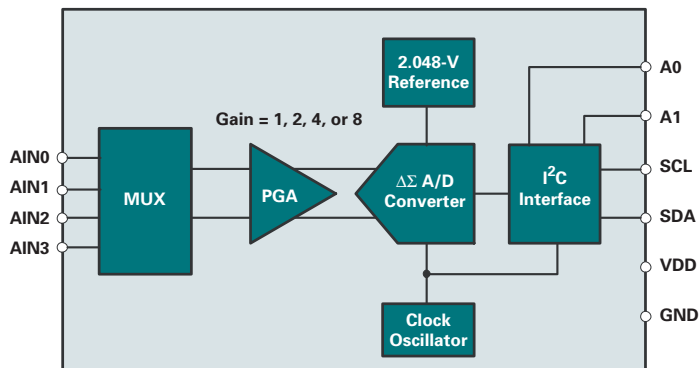 2.048-V
Reference
Gain = 1, 2, 4, or 8
AIN0
AIN1
AIN2
AIN3
MUX
PGA
ΔΣ A/D
Converter
I²C
Interface
Clock
Oscillator
A0
A1
SCL
SDA
VDD
GND